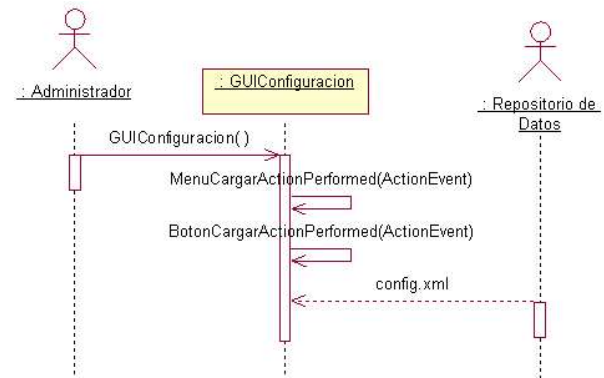 : Administrador
: GUIConfiguracion
: Repositorio de
Datos
GUIConfiguracion( )
MenuCargarActionPerformed(ActionEvent)
BotonCargarActionPerformed(ActionEvent)
config.xml